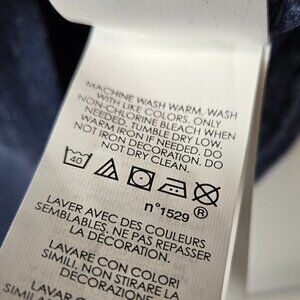 MACHINE WASH WARM, WASH
WITH LIKE COLORS. ONLY
NON-CHLORINE BLEACH WHEN
NEEDED. TUMBLE DRY LOW.
WARM IRON IF NEEDED. DO
NOT IRON DECORATION. DO
NOT DRY CLEAN.
40
n°1529 ®
LAVER AVEC DES COULEURS
SEMBLABLES. NE PAS REPASSER
LA DÉCORATION.
LAVARE CON COLORI
SIMILI. NON STIRARE LA
DECORAZIONE.
LAVAR CON